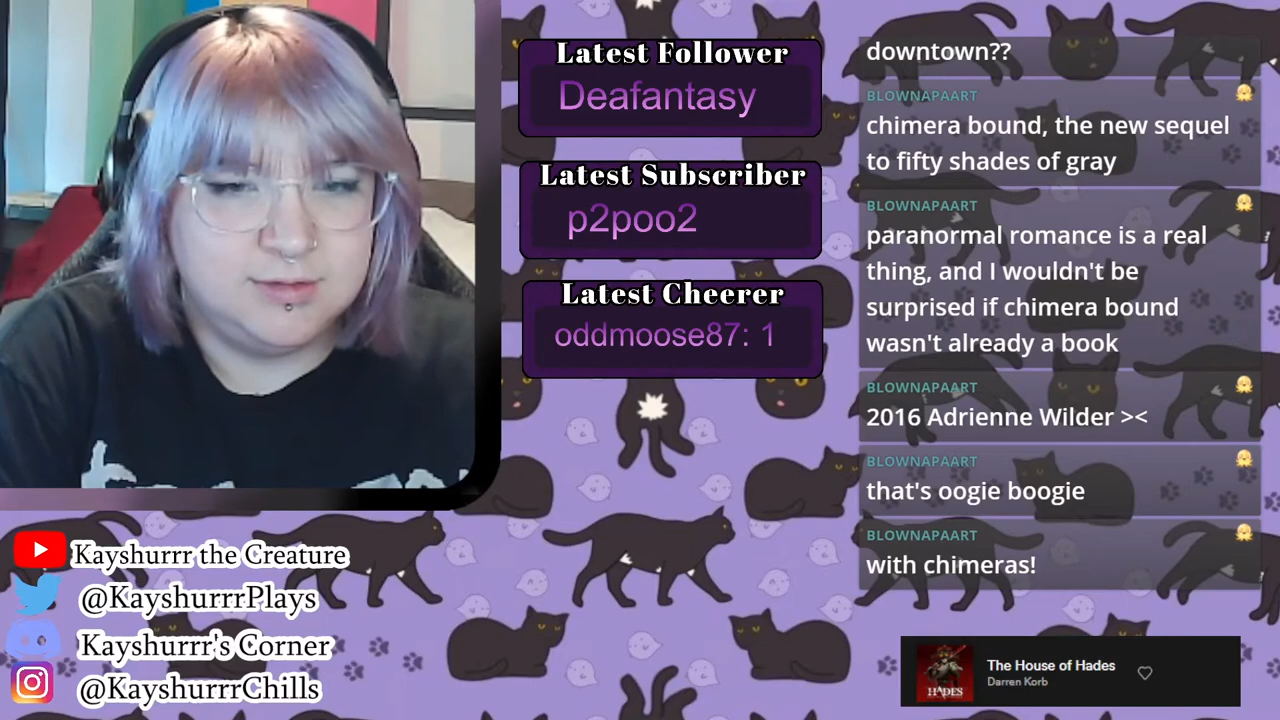 Latest Follower
Deafantasy
Latest Subscriber
p2poo2
Latest Cheerer
oddmoose87: 1
downtown??
BLOWNAPAART
chimera bound, the new sequel
to fifty shades of gray
BLOWNAPAART
paranormal romance is a real
thing, and I wouldn't be
surprised if chimera bound
wasn't already a book
BLOWNAPAART
2016 Adrienne Wilder ><
BLOWNAPAART
that's oogie boogie
BLOWNAPAART
with chimeras!
Kayshurrr the Creature
@KayshurrrPlays
Kayshurrr's Corner
@KayshurrrChills
HADES
The House of Hades
Darren Korb